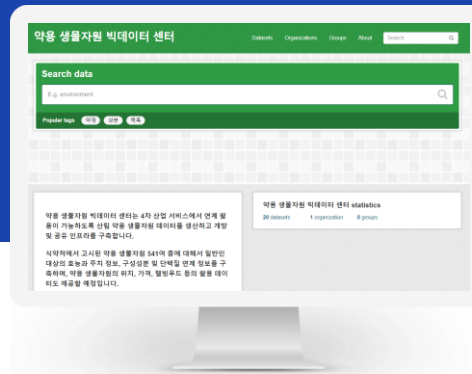 약용 생물자원 빅데이터 센터
Datasets Organizations Groups About Search
Search data
E.g. environment
Popular tags 약재 성분 목록
약용 생물자원 빅데이터 센터는 4차 산업 서비스에서 연계 활
용이 가능하도록 산림 약용 생물자원 데이터를 생산하고 개방
및 공유 인프라를 구축합니다.
식약처에서 고시된 약용 생물자원 541여 종에 대해서 일반인
대상의 효능과 주치 정보, 구성성분 및 단백질 연계 정보를 구
축하며, 약용 생물자원의 위치, 가격, 웰빙푸드 등의 활용 데이
터도 제공할 예정입니다.
약용 생물자원 빅데이터 센터 statistics
20 datasets 1 organization 0 groups